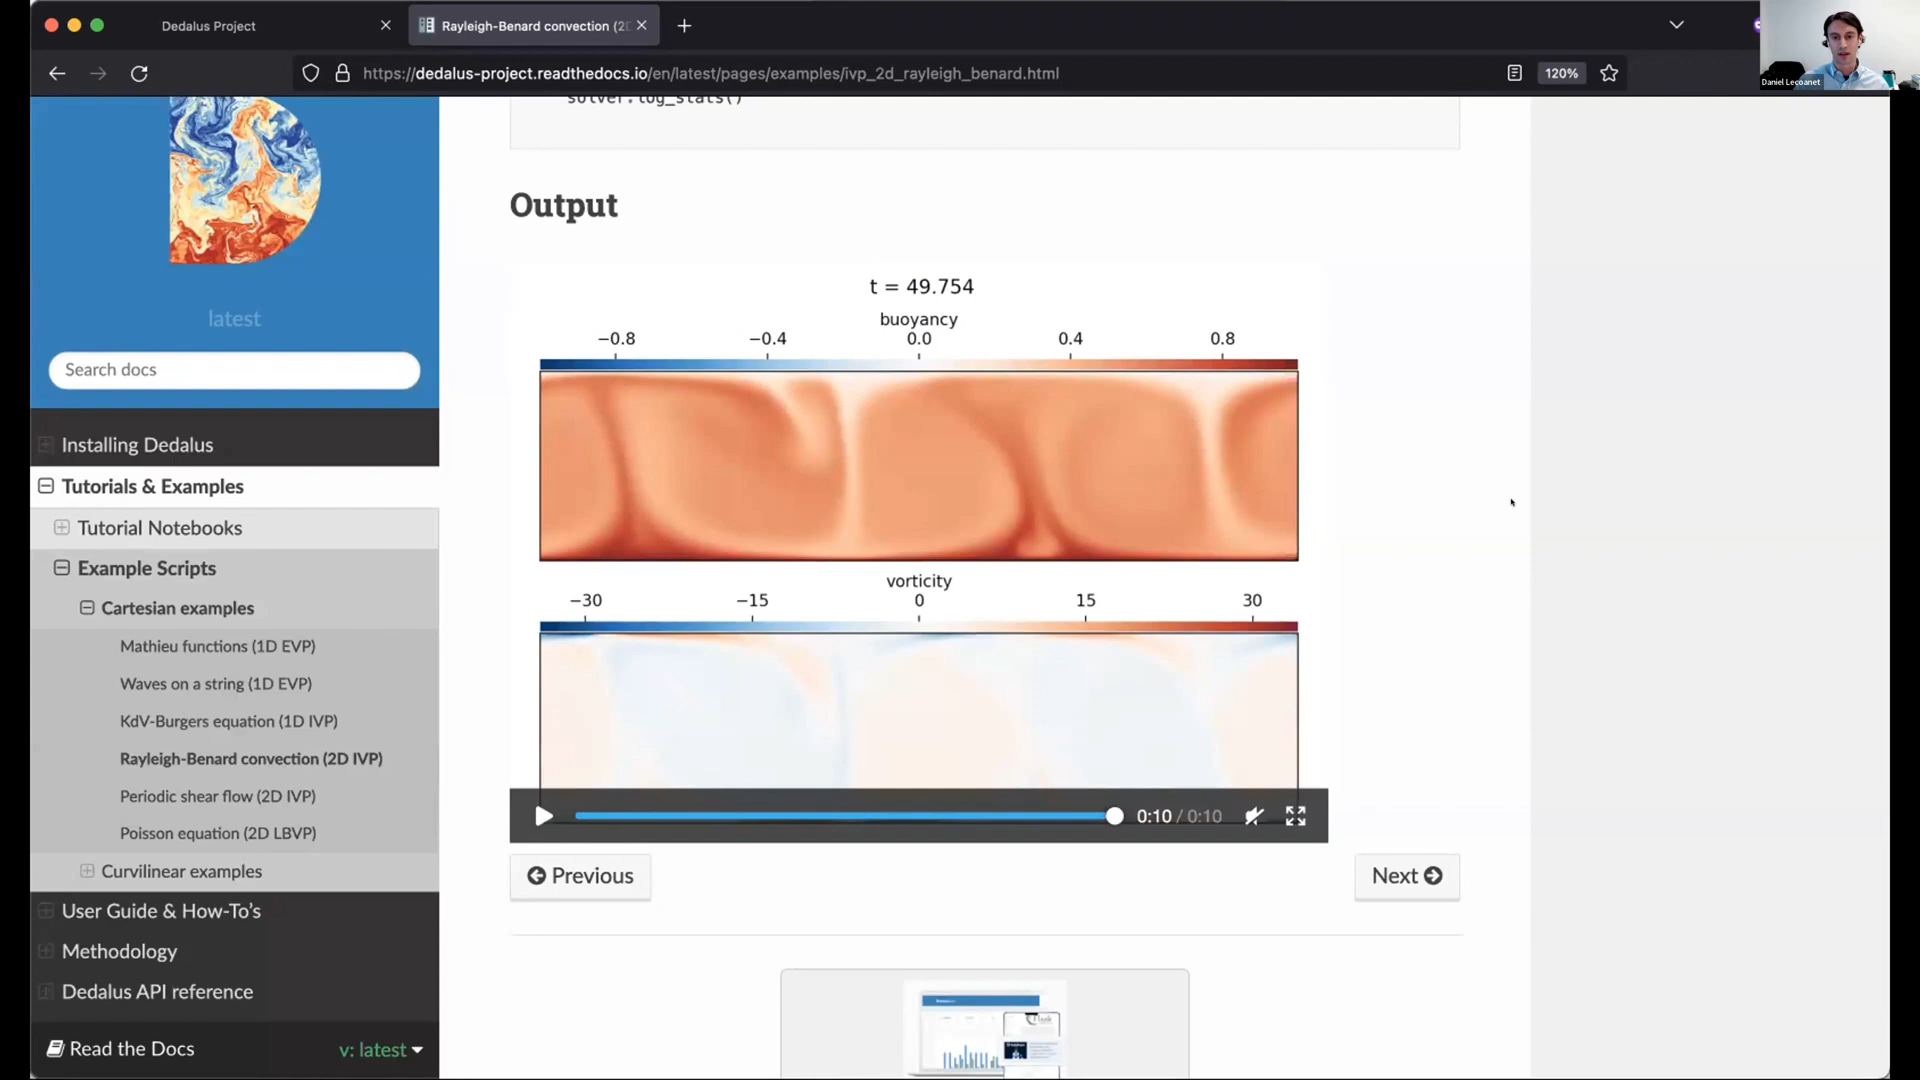 Dedalus Project
Rayleigh-Benard convection (2D
https://dedalus-project.readthedocs.io/en/latest/pages/examples/ivp_2d_rayleigh_benard.html
120%
Daniel Lecoanet
latest
Search docs
Installing Dedalus
Tutorials & Examples
Tutorial Notebooks
Example Scripts
Cartesian examples
Mathieu functions (1D EVP)
Waves on a string (1D EVP)
KdV-Burgers equation (1D IVP)
Rayleigh-Benard convection (2D IVP)
Periodic shear flow (2D IVP)
Poisson equation (2D LBVP)
Curvilinear examples
User Guide & How-To's
Methodology
Dedalus API reference
Read the Docs
v: latest
solver.log_stats()
Output
t = 49.754
buoyancy
−0.8 −0.4 0.0 0.4 0.8
vorticity
−30 −15 0 15 30
0:10 / 0:10
Previous
Next